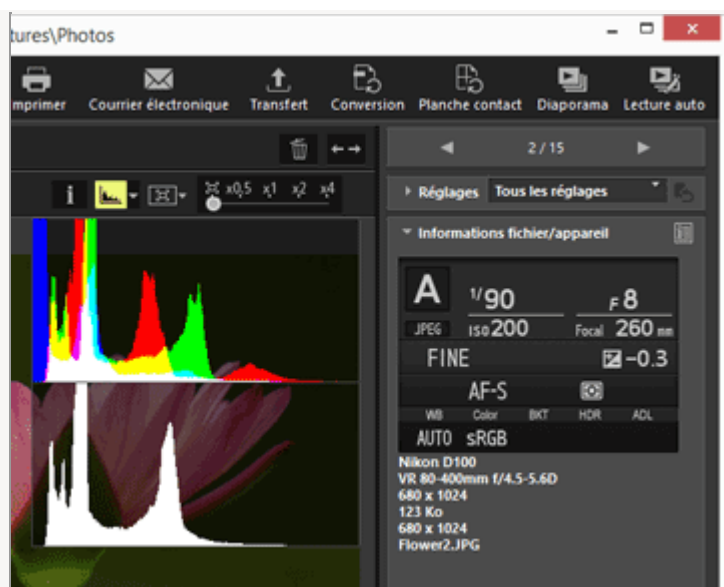 tures\Photos
mprimer Courrier électronique Transfert Conversion Planche contact Diaporama Lecture auto
2 / 15
i x0,5 x1 x2 x4
Réglages Tous les réglages
Informations fichier/appareil
A 1/90 F8
JPEG ISO200 Focal 260 mm
FINE -0.3
AF-S
WB Color BKT HDR ADL
AUTO sRGB
Nikon D100
VR 80-400mm f/4.5-5.6D
680 x 1024
123 Ko
680 x 1024
Flower2.JPG